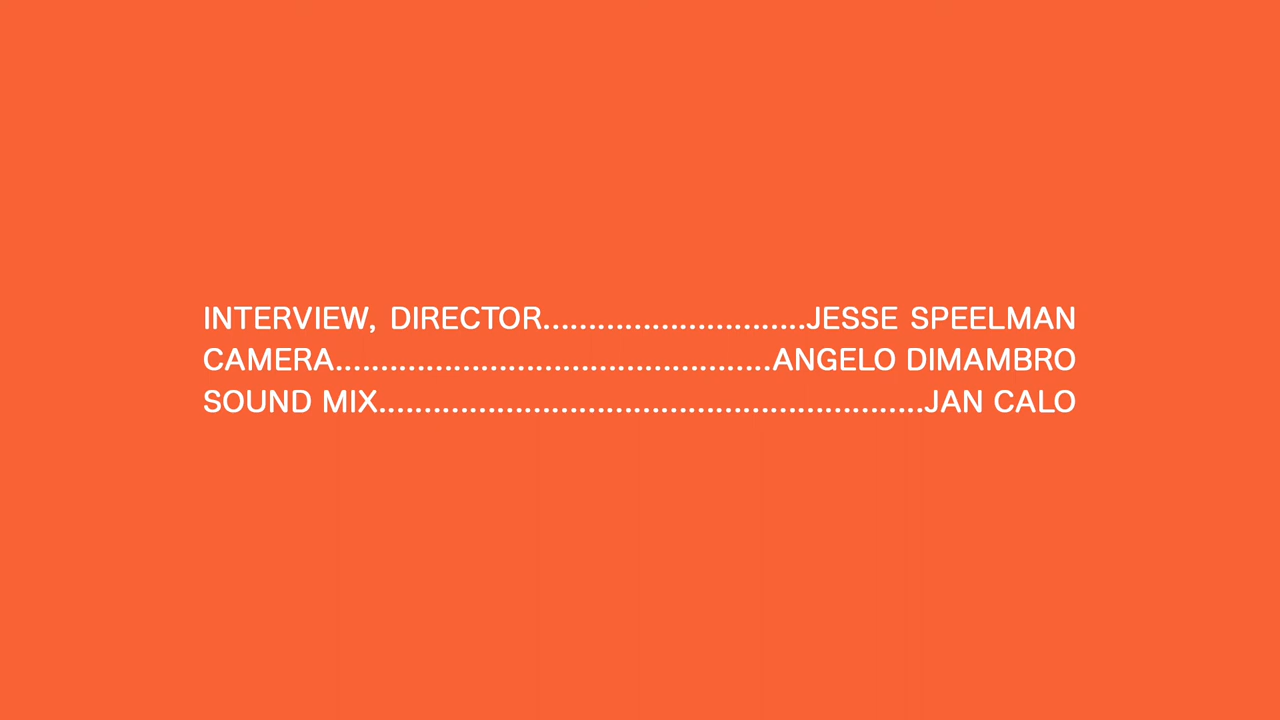 INTERVIEW, DIRECTOR.............................JESSE SPEELMAN
CAMERA................................................ANGELO DIMAMBRO
SOUND MIX............................................................JAN CALO